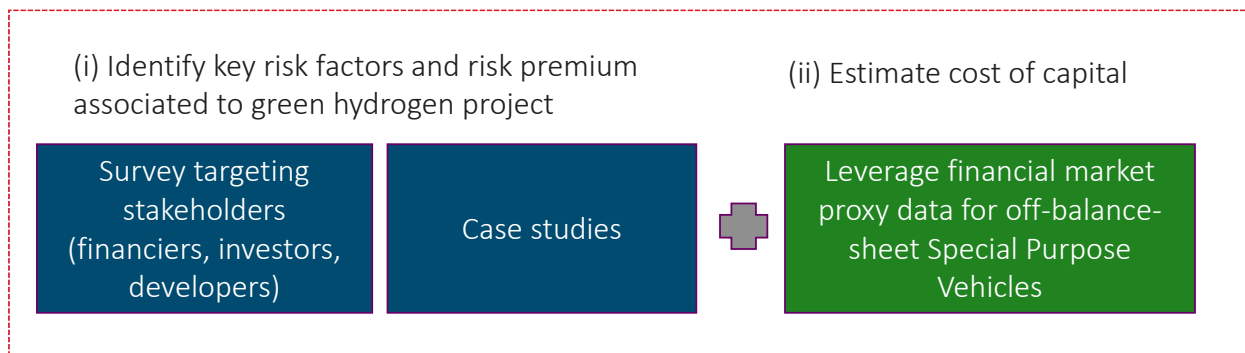 (i) Identify key risk factors and risk premium
associated to green hydrogen project
(ii) Estimate cost of capital
Survey targeting
stakeholders
(financiers, investors,
developers)
Case studies
Leverage financial market
proxy data for off-balance-
sheet Special Purpose
Vehicles